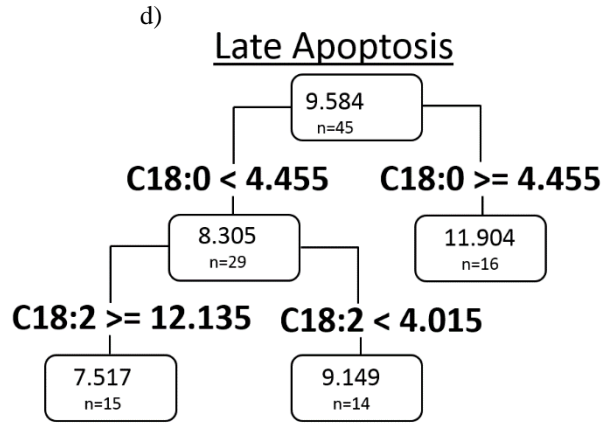 d)
Late Apoptosis
9.584
n=45
C18:0 < 4.455
C18:0 >= 4.455
8.305
n=29
11.904
n=16
C18:2 >= 12.135
C18:2 < 4.015
7.517
n=15
9.149
n=14